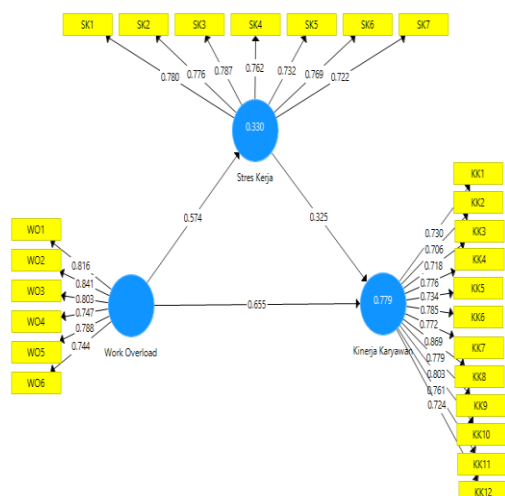 SK1 SK2 SK3 SK4 SK5 SK6 SK7
0.780 0.776 0.787 0.762 0.732 0.769 0.722
0.330
Stres Kerja
0.574
0.325
WO1
WO2
WO3
WO4
WO5
WO6
0.816
0.841
0.803
0.747
0.788
0.744
Work Overload
0.655
0.779
Kinerja Karyawan
0.730
0.706
0.718
0.776
0.734
0.785
0.772
0.869
0.779
0.803
0.761
0.724
KK1
KK2
KK3
KK4
KK5
KK6
KK7
KK8
KK9
KK10
KK11
KK12